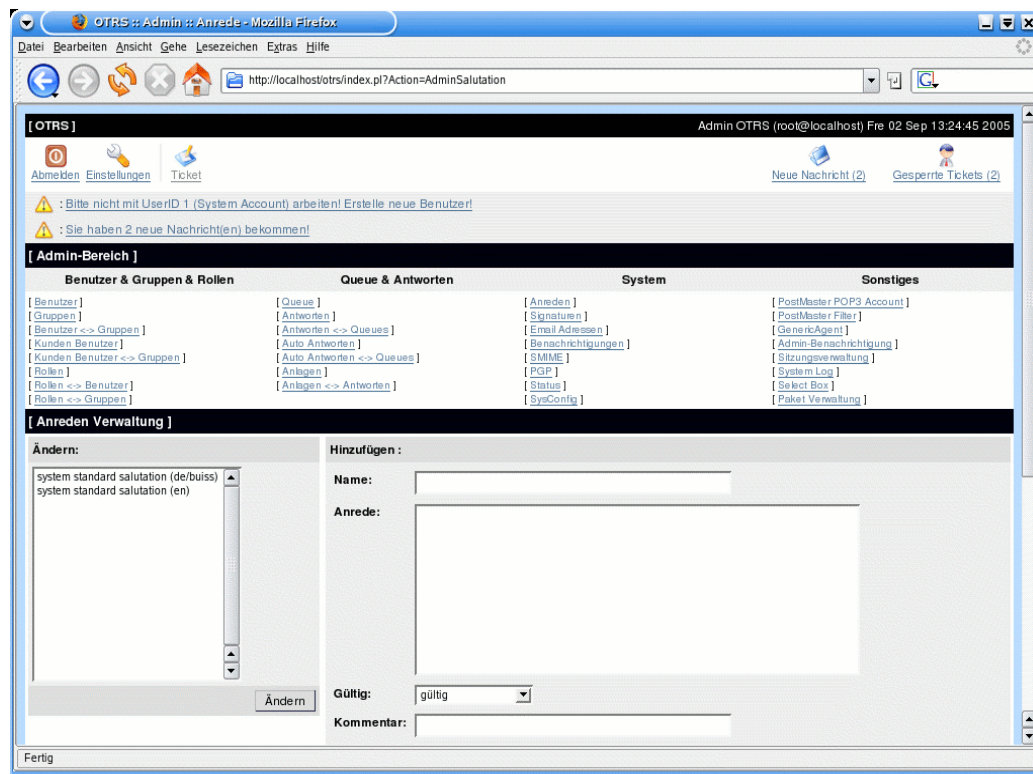 OTRS :: Admin :: Anrede - Mozilla Firefox
Datei Bearbeiten Ansicht Gehe Lesezeichen Extras Hilfe
http://localhost/otrs/index.pl?Action=AdminSalutation
[ OTRS ] Admin OTRS (root@localhost) Fre 02 Sep 13:24:45 2005
Abmelden Einstellungen Ticket Neue Nachricht (2) Gesperrte Tickets (2)
: Bitte nicht mit UserID 1 (System Account) arbeiten! Erstelle neue Benutzer!
: Sie haben 2 neue Nachricht(en) bekommen!
[ Admin-Bereich ]
Benutzer & Gruppen & Rollen Queue & Antworten System Sonstiges
[ Benutzer ] [ Queue ] [ Anreden ] [ PostMaster POP3 Account ]
[ Gruppen ] [ Antworten ] [ Signaturen ] [ PostMaster Filter ]
[ Benutzer <-> Gruppen ] [ Antworten <-> Queues ] [ Email Adressen ] [ GenericAgent ]
[ Kunden Benutzer ] [ Auto Antworten ] [ Benachrichtigungen ] [ Admin-Benachrichtigung ]
[ Kunden Benutzer <-> Gruppen ] [ Auto Antworten <-> Queues ] [ SMIME ] [ Sitzungsverwaltung ]
[ Rollen ] [ Anlagen ] [ PGP ] [ System Log ]
[ Rollen <-> Benutzer ] [ Anlagen <-> Antworten ] [ Status ] [ Select Box ]
[ Rollen <-> Gruppen ] [ SysConfig ] [ Paket Verwaltung ]
[ Anreden Verwaltung ]
Ändern: Hinzufügen :
system standard salutation (de/buiss)
system standard salutation (en)
Name:
Anrede:
Ändern
Gültig: gültig
Kommentar:
Fertig